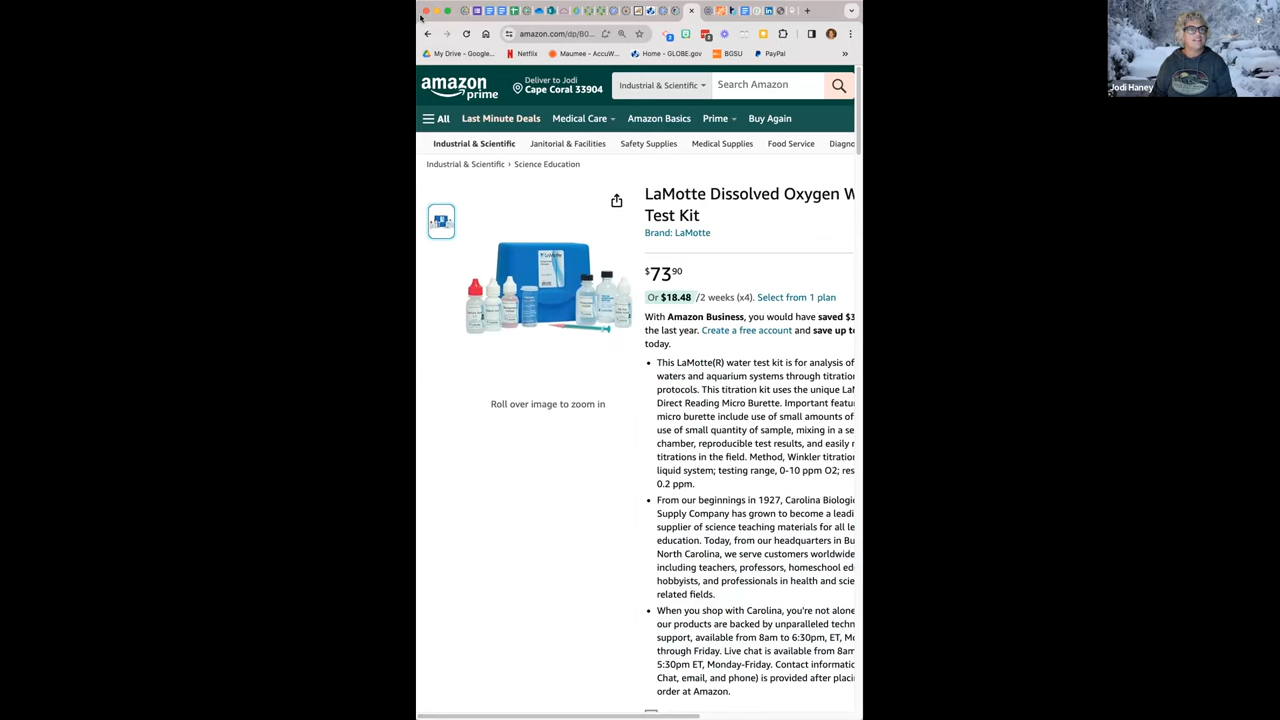 amazon.com/dp/B0...
My Drive - Google...
Netflix
Maumee - AccuW...
Home - GLOBE.gov
BGSU
PayPal
»
amazon
prime
Deliver to Jodi
Cape Coral 33904
Industrial & Scientific
Search Amazon
All
Last Minute Deals
Medical Care
Amazon Basics
Prime
Buy Again
Industrial & Scientific
Janitorial & Facilities
Safety Supplies
Medical Supplies
Food Service
Diagno
Industrial & Scientific › Science Education
LaMotte Dissolved Oxygen W
Test Kit
Brand: LaMotte
$73 90
Or $18.48 /2 weeks (x4). Select from 1 plan
With Amazon Business, you would have saved $3
the last year. Create a free account and save up to
today.
• This LaMotte(R) water test kit is for analysis of
waters and aquarium systems through titratio
protocols. This titration kit uses the unique La
Direct Reading Micro Burette. Important featu
micro burette include use of small amounts of
use of small quantity of sample, mixing in a se
chamber, reproducible test results, and easily r
titrations in the field. Method, Winkler titratio
liquid system; testing range, 0-10 ppm O2; res
0.2 ppm.
• From our beginnings in 1927, Carolina Biologic
Supply Company has grown to become a leadi
supplier of science teaching materials for all le
education. Today, from our headquarters in Bu
North Carolina, we serve customers worldwide
including teachers, professors, homeschool ed
hobbyists, and professionals in health and scie
related fields.
• When you shop with Carolina, you're not alone
our products are backed by unparalleled techn
support, available from 8am to 6:30pm, ET, Mo
through Friday. Live chat is available from 8am
5:30pm ET, Monday-Friday. Contact informatio
Chat, email, and phone) is provided after placi
order at Amazon.
Roll over image to zoom in
LaMotte
Jodi Haney